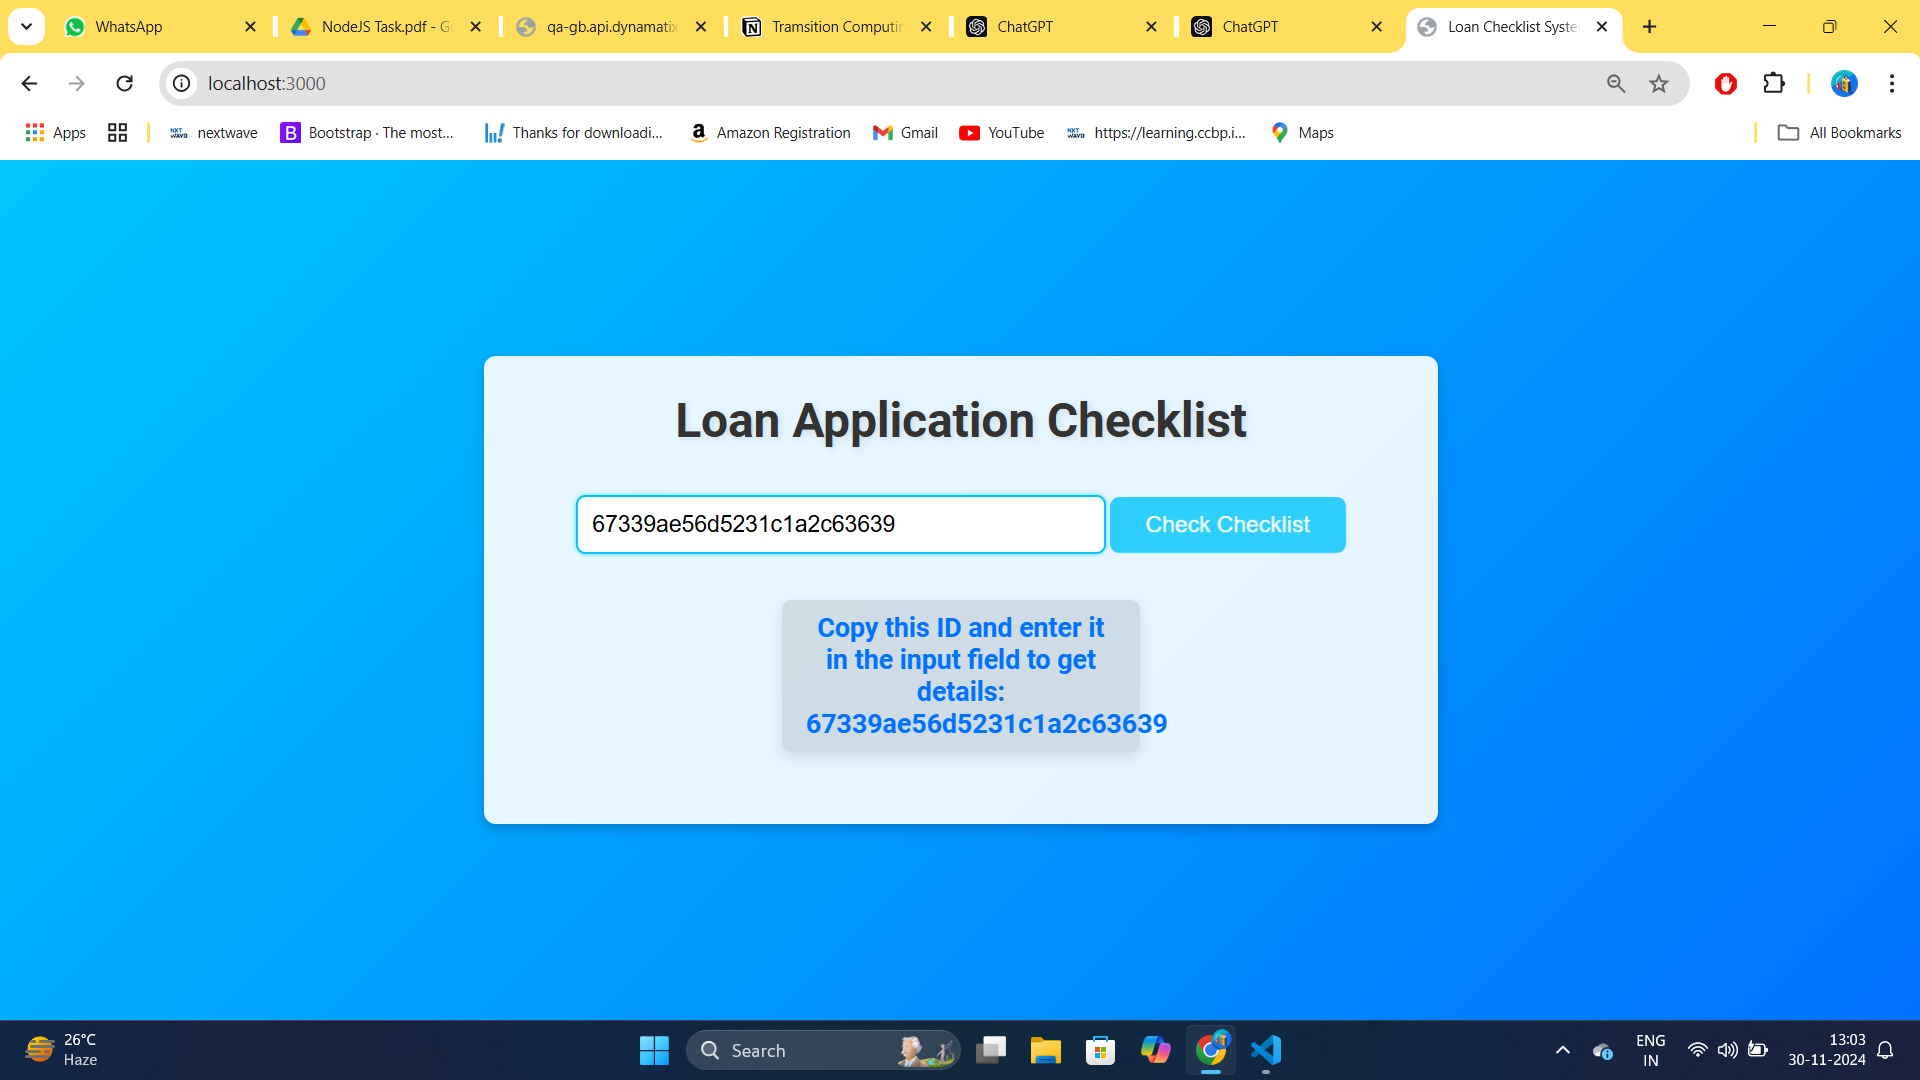 WhatsApp
NodeJS Task.pdf - Go
qa-gb.api.dynamatix
Tramsition Computin
ChatGPT
ChatGPT
Loan Checklist Syste
localhost:3000
Apps
nextwave
Bootstrap · The most...
Thanks for downloadi...
Amazon Registration
Gmail
YouTube
https://learning.ccbp.i...
Maps
All Bookmarks
Loan Application Checklist
67339ae56d5231c1a2c63639
Check Checklist
Copy this ID and enter it
in the input field to get
details:
67339ae56d5231c1a2c63639
26°C
Haze
Search
ENG
IN
13:03
30-11-2024